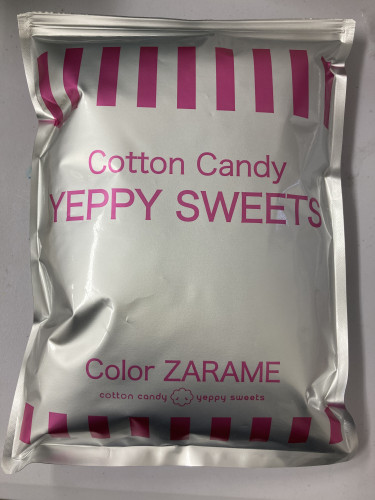 Cotton Candy
YEPPY SWEETS
Color ZARAME
cotton candy yeppy sweets